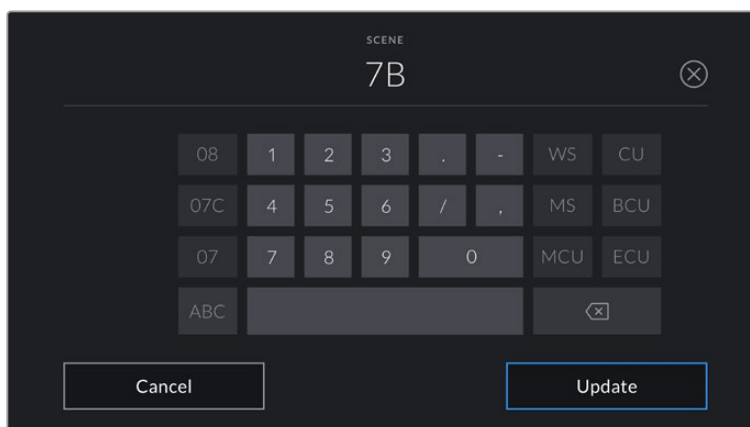 SCENE
7B
08 1 2 3 . - WS CU
07C 4 5 6 / , MS BCU
07 7 8 9 0 MCU ECU
ABC
Cancel Update